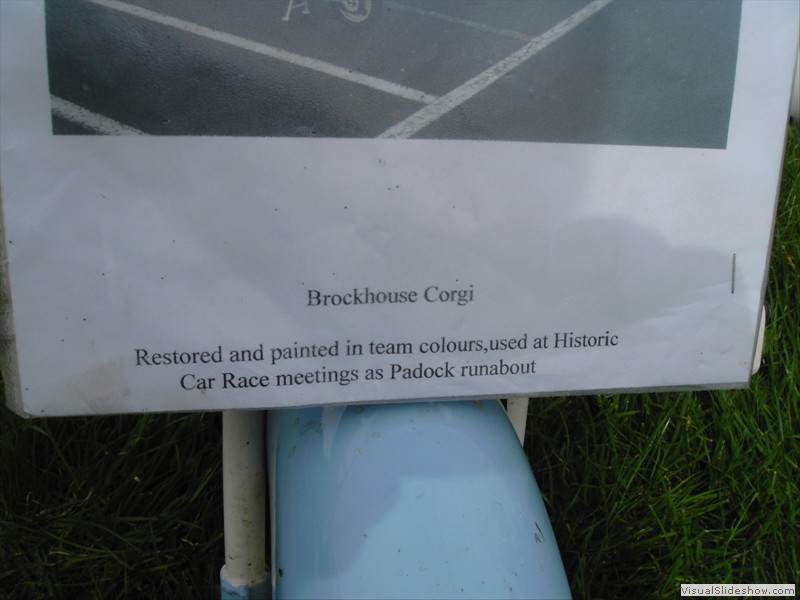 Brockhouse Corgi
Restored and painted in team colours,used at Historic
Car Race meetings as Padock runabout
VisualSlideshow.com